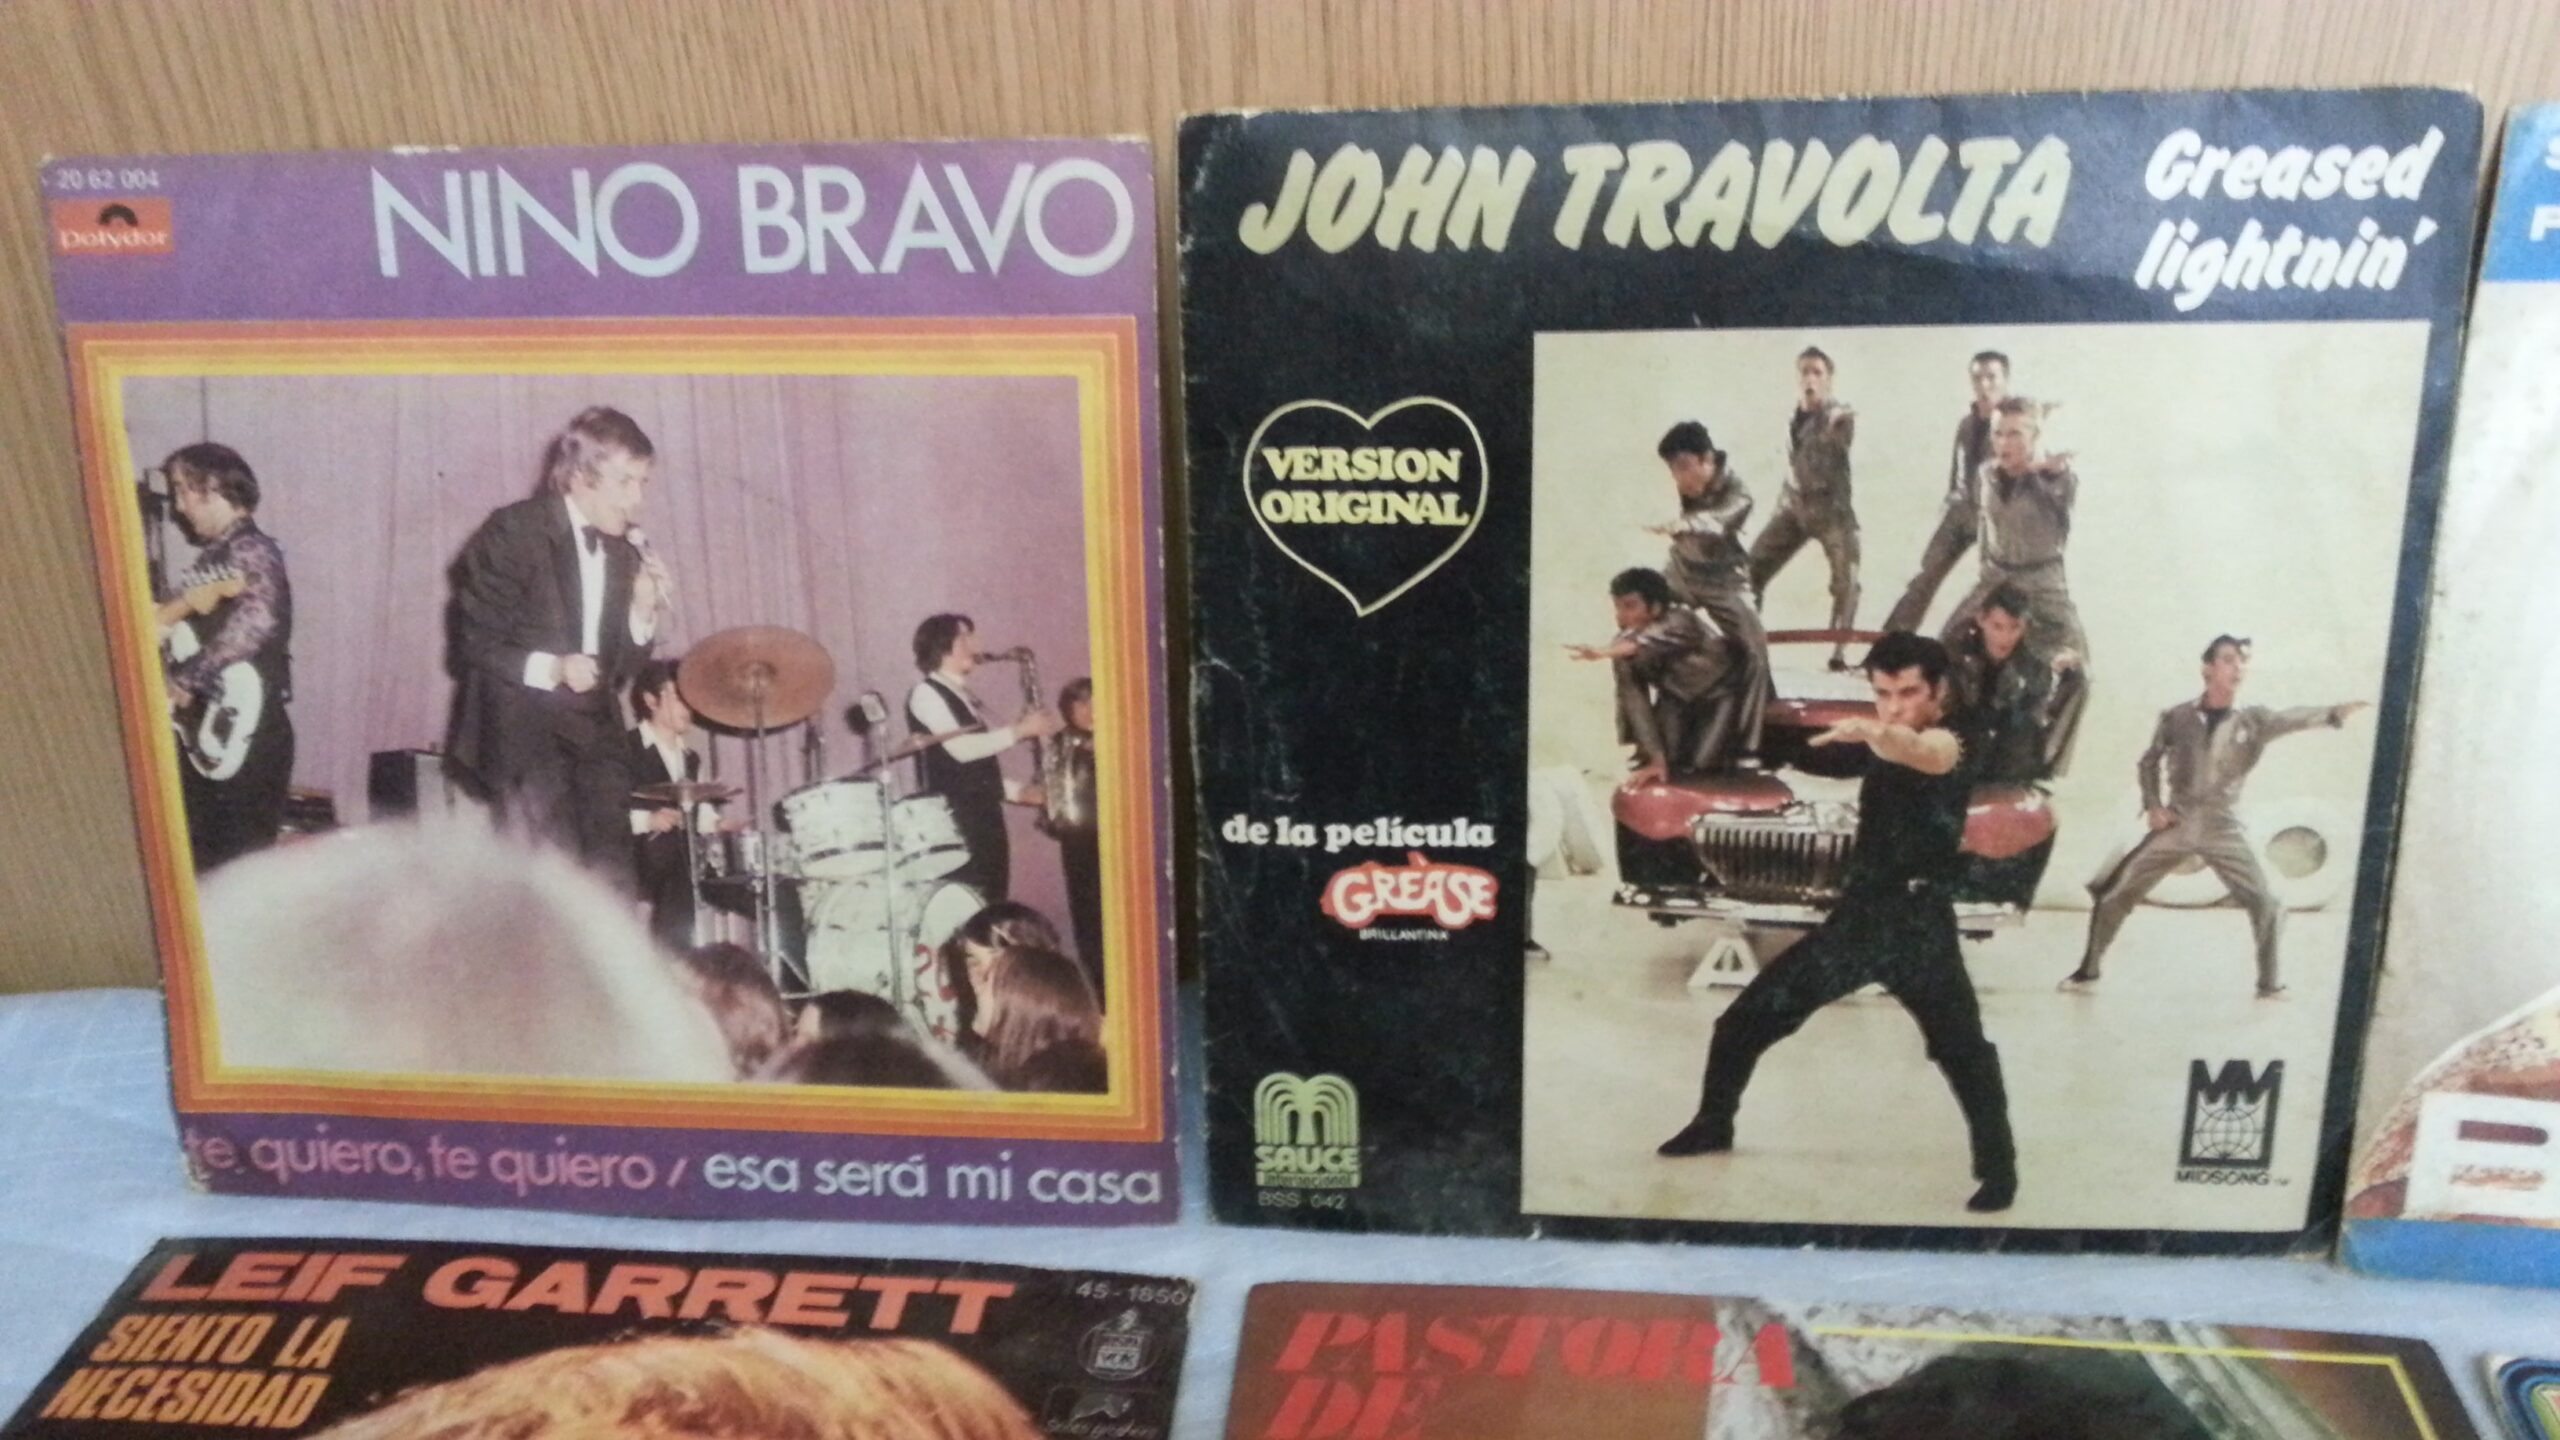 20 62 004
Polydor
NINO BRAVO
te quiero, te quiero / esa será mi casa
JOHN TRAVOLTA
Greased
lightnin'
VERSION
ORIGINAL
de la película
GREASE
BRILLANTINA
SAUCE
internacional
BSS 042
MM
MIDSONG
LEIF GARRETT
45-1850
SIENTO LA
NECESIDAD
PASTORA
DE